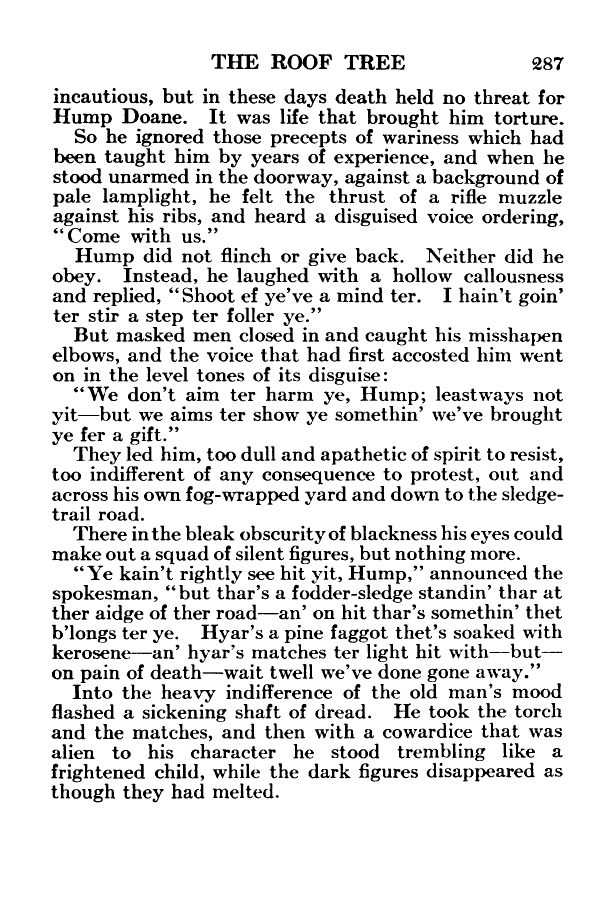 THE ROOF TREE 287
incautious, but in these days death held no threat for
Hump Doane. It was life that brought him torture.
So he ignored those precepts of wariness which had
been taught him by years of experience, and when he
stood unarmed in the doorway, against a background of
pale lamplight, he felt the thrust of a rifle muzzle
against his ribs, and heard a disguised voice ordering,
“Come with us.”
Hump did not flinch or give back. Neither did he
obey. Instead, he laughed with a hollow callousness
and replied, “Shoot ef ye've a mind ter. I hain't goin'
ter stir a step ter foller ye.”
But masked men closed in and caught his misshapen
elbows, and the voice that had first accosted him went
on in the level tones of its disguise:
“We don't aim ter harm ye, Hump; leastways not
yit—but we aims ter show ye somethin' we've brought
ye fer a gift.”
They led him, too dull and apathetic of spirit to resist,
too indifferent of any consequence to protest, out and
across his own fog-wrapped yard and down to the sledge-
trail road.
There in the bleak obscurity of blackness his eyes could
make out a squad of silent figures, but nothing more.
“Ye kain't rightly see hit yit, Hump,” announced the
spokesman, “but thar's a fodder-sledge standin' thar at
ther aidge of ther road—an' on hit thar's somethin' thet
b'longs ter ye. Hyar's a pine faggot thet's soaked with
kerosene—an' hyar's matches ter light hit with—but—
on pain of death—wait twell we've done gone away.”
Into the heavy indifference of the old man's mood
flashed a sickening shaft of dread. He took the torch
and the matches, and then with a cowardice that was
alien to his character he stood trembling like a
frightened child, while the dark figures disappeared as
though they had melted.